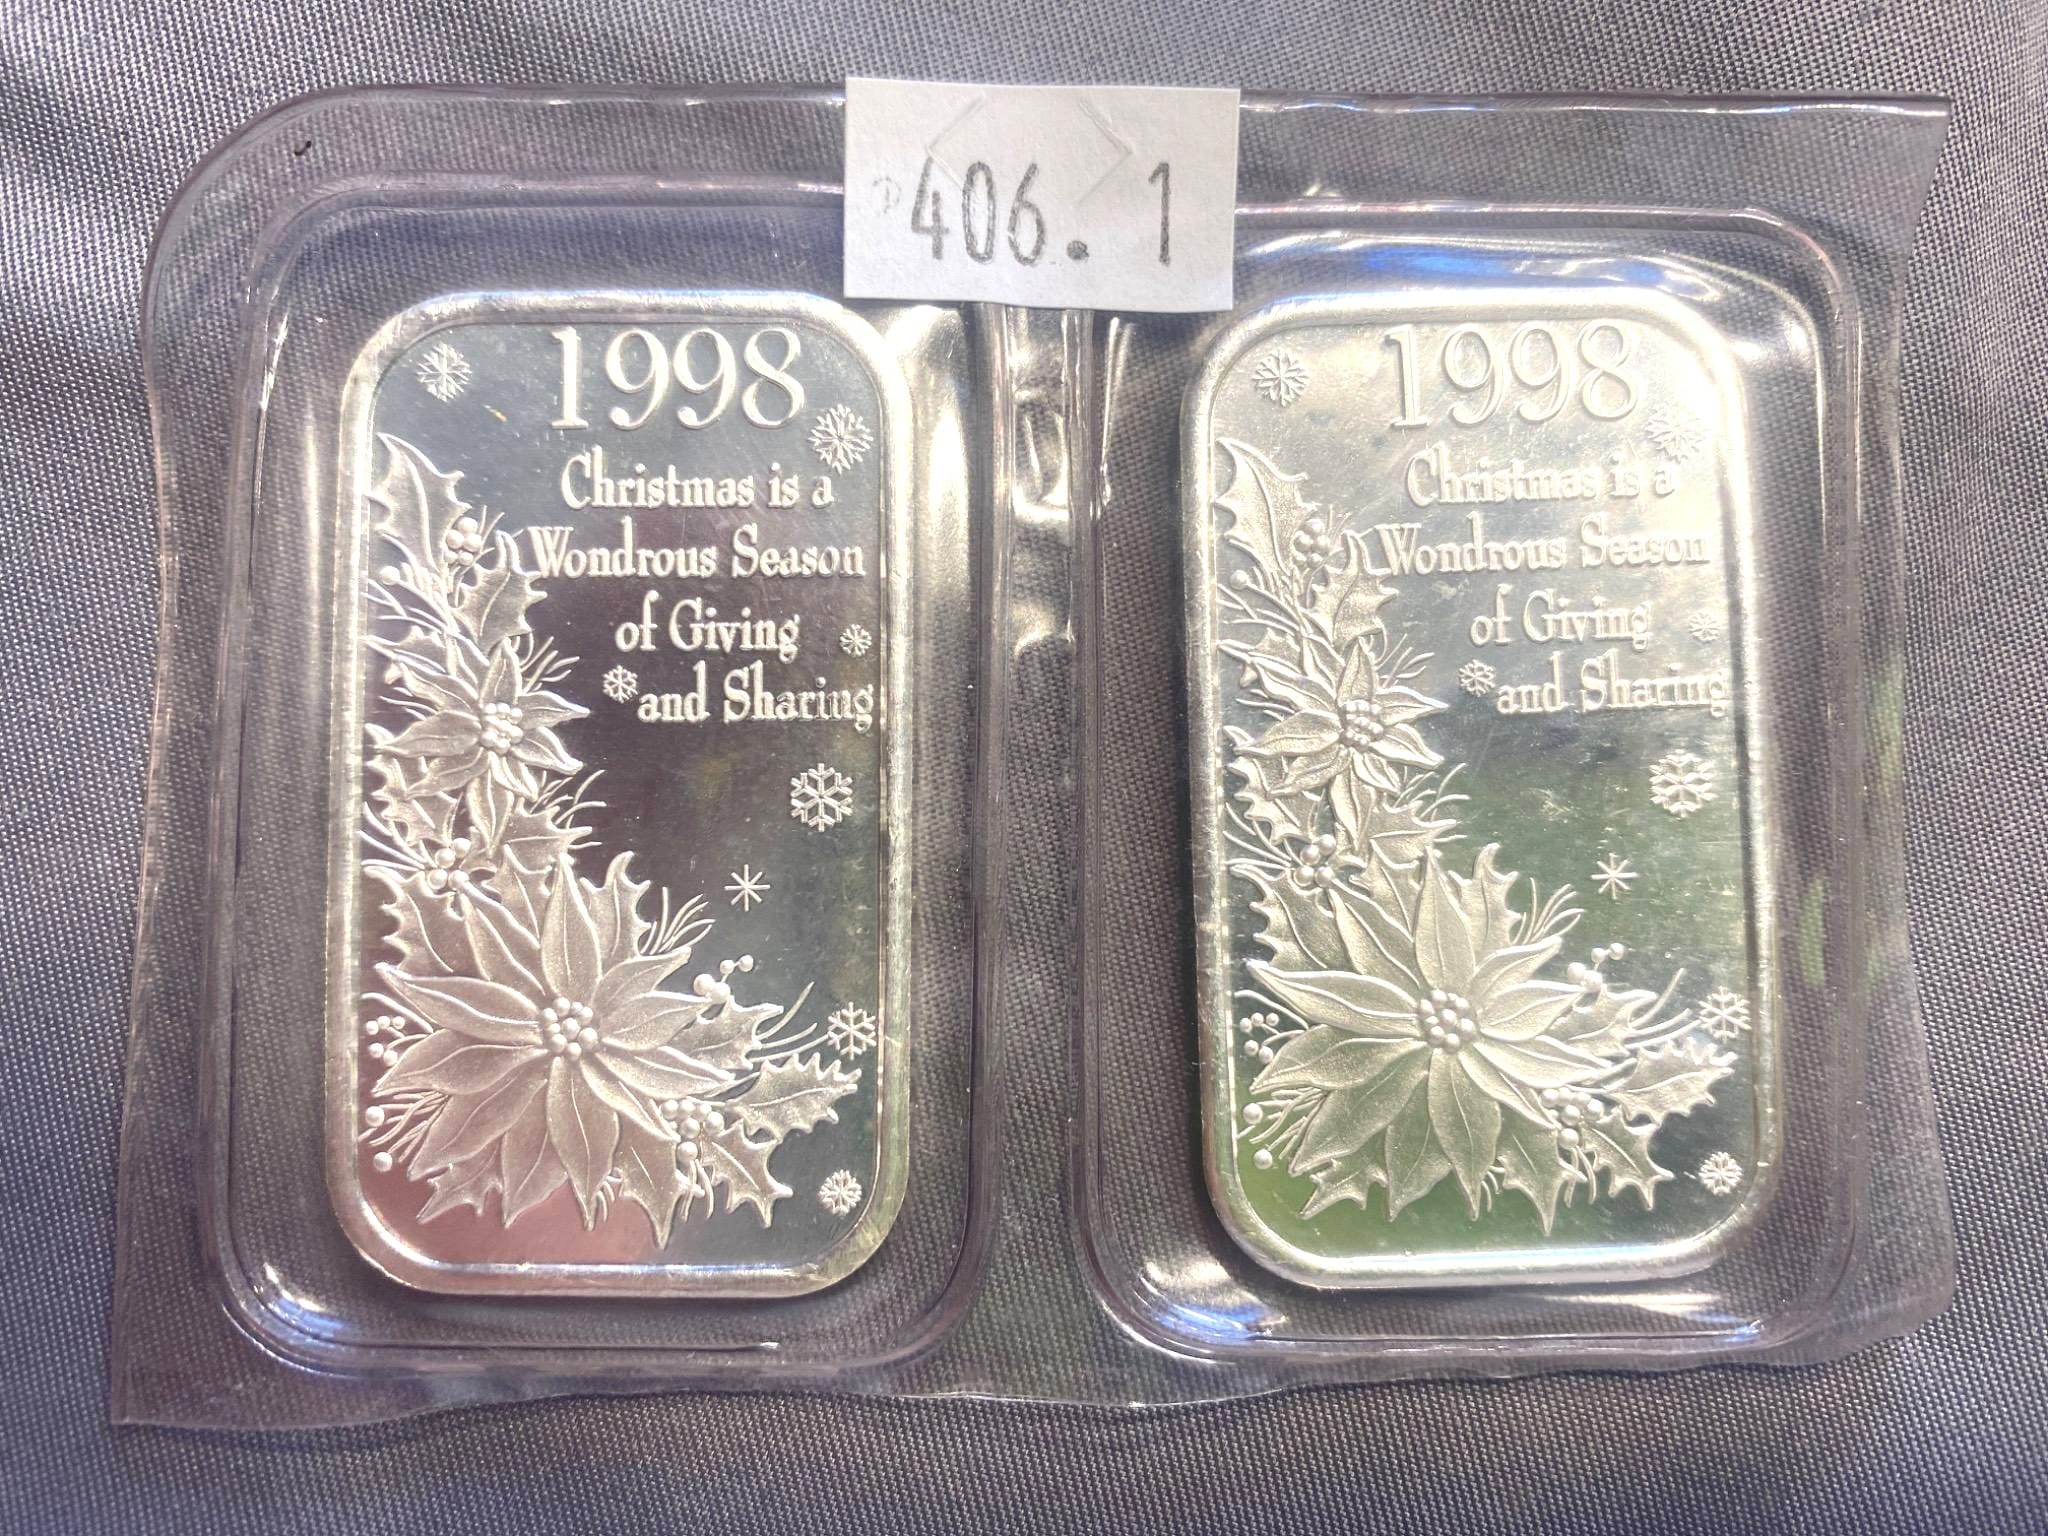 406. 1
1998
Christmas is a
Wondrous Season
of Giving
and Sharing
1998
Christmas is a
Wondrous Season
of Giving
and Sharing